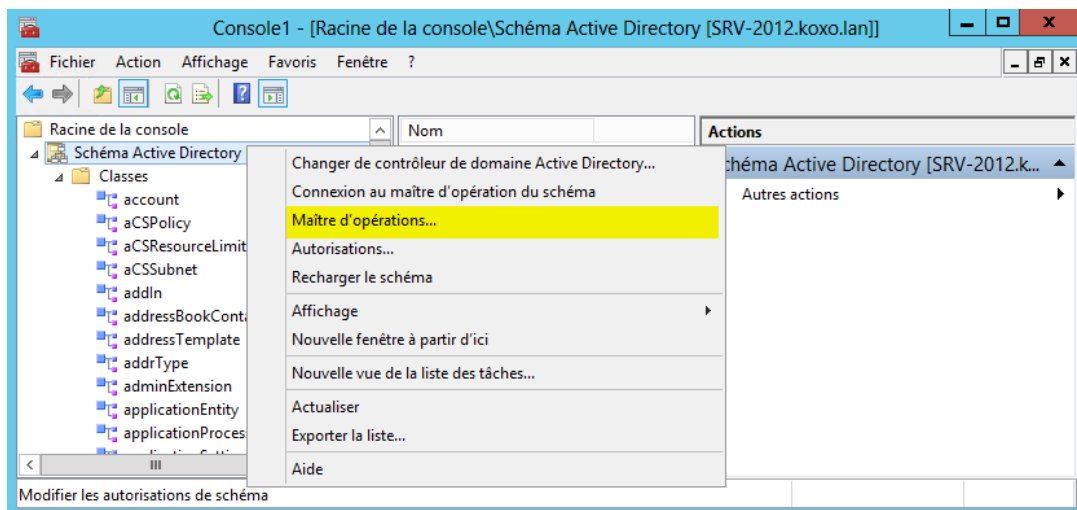 Console1 - [Racine de la console\Schéma Active Directory [SRV-2012.koxo.lan]]
Fichier Action Affichage Favoris Fenêtre ?
Racine de la console
Nom
Actions
Schéma Active Directory
chéma Active Directory [SRV-2012.k...
Autres actions
Classes
account
aCSPolicy
aCSResourceLimit
aCSSubnet
addIn
addressBookCont
addressTemplate
addrType
adminExtension
applicationEntity
applicationProces
Changer de contrôleur de domaine Active Directory...
Connexion au maître d'opération du schéma
Maître d'opérations...
Autorisations...
Recharger le schéma
Affichage
Nouvelle fenêtre à partir d'ici
Nouvelle vue de la liste des tâches...
Actualiser
Exporter la liste...
Aide
Modifier les autorisations de schéma